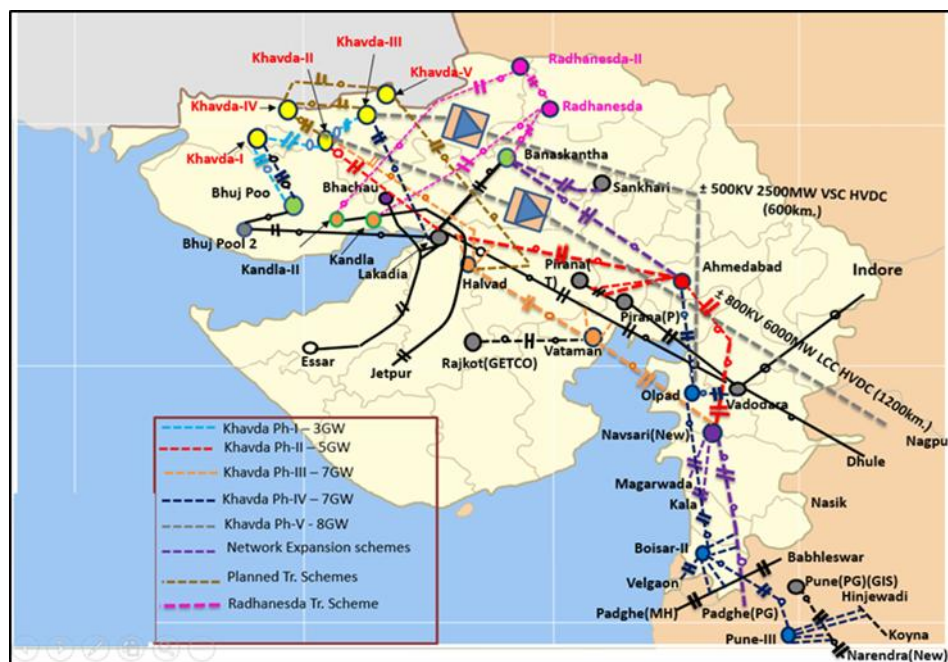 Khavda-III
Khavda-II
Khavda-V
Radhanesda-II
Khavda-IV
Radhanesda
Khavda-I
Banaskantha
Bhuj Poo
Bhachau
Sankhari
± 500KV 2500MW VSC HVDC
(600km.)
Bhuj Pool 2
Kandla-II
Kandla
Lakadia
Halvad
Pirana(
T)
Ahmedabad
Indore
Pirana(P)
± 800KV 6000MW LCC HVDC (1200km.)
Essar
Jetpur
Rajkot(GETCO)
Vataman
Olpad
Vadodara
Navsari(New)
Nagpu
Dhule
Magarwada
Kala
Nasik
Boisar-II
Babhleswar
Velgaon
Pune(PG)(GIS)
Hinjewadi
Padghe(MH)
Padghe(PG)
Koyna
Pune-III
Narendra(New)
Khavda Ph-I – 3GW
Khavda Ph-II – 5GW
Khavda Ph-III – 7GW
Khavda Ph-IV – 7GW
Khavda Ph-V - 8GW
Network Expansion schemes
Planned Tr. Schemes
Radhanesda Tr. Scheme